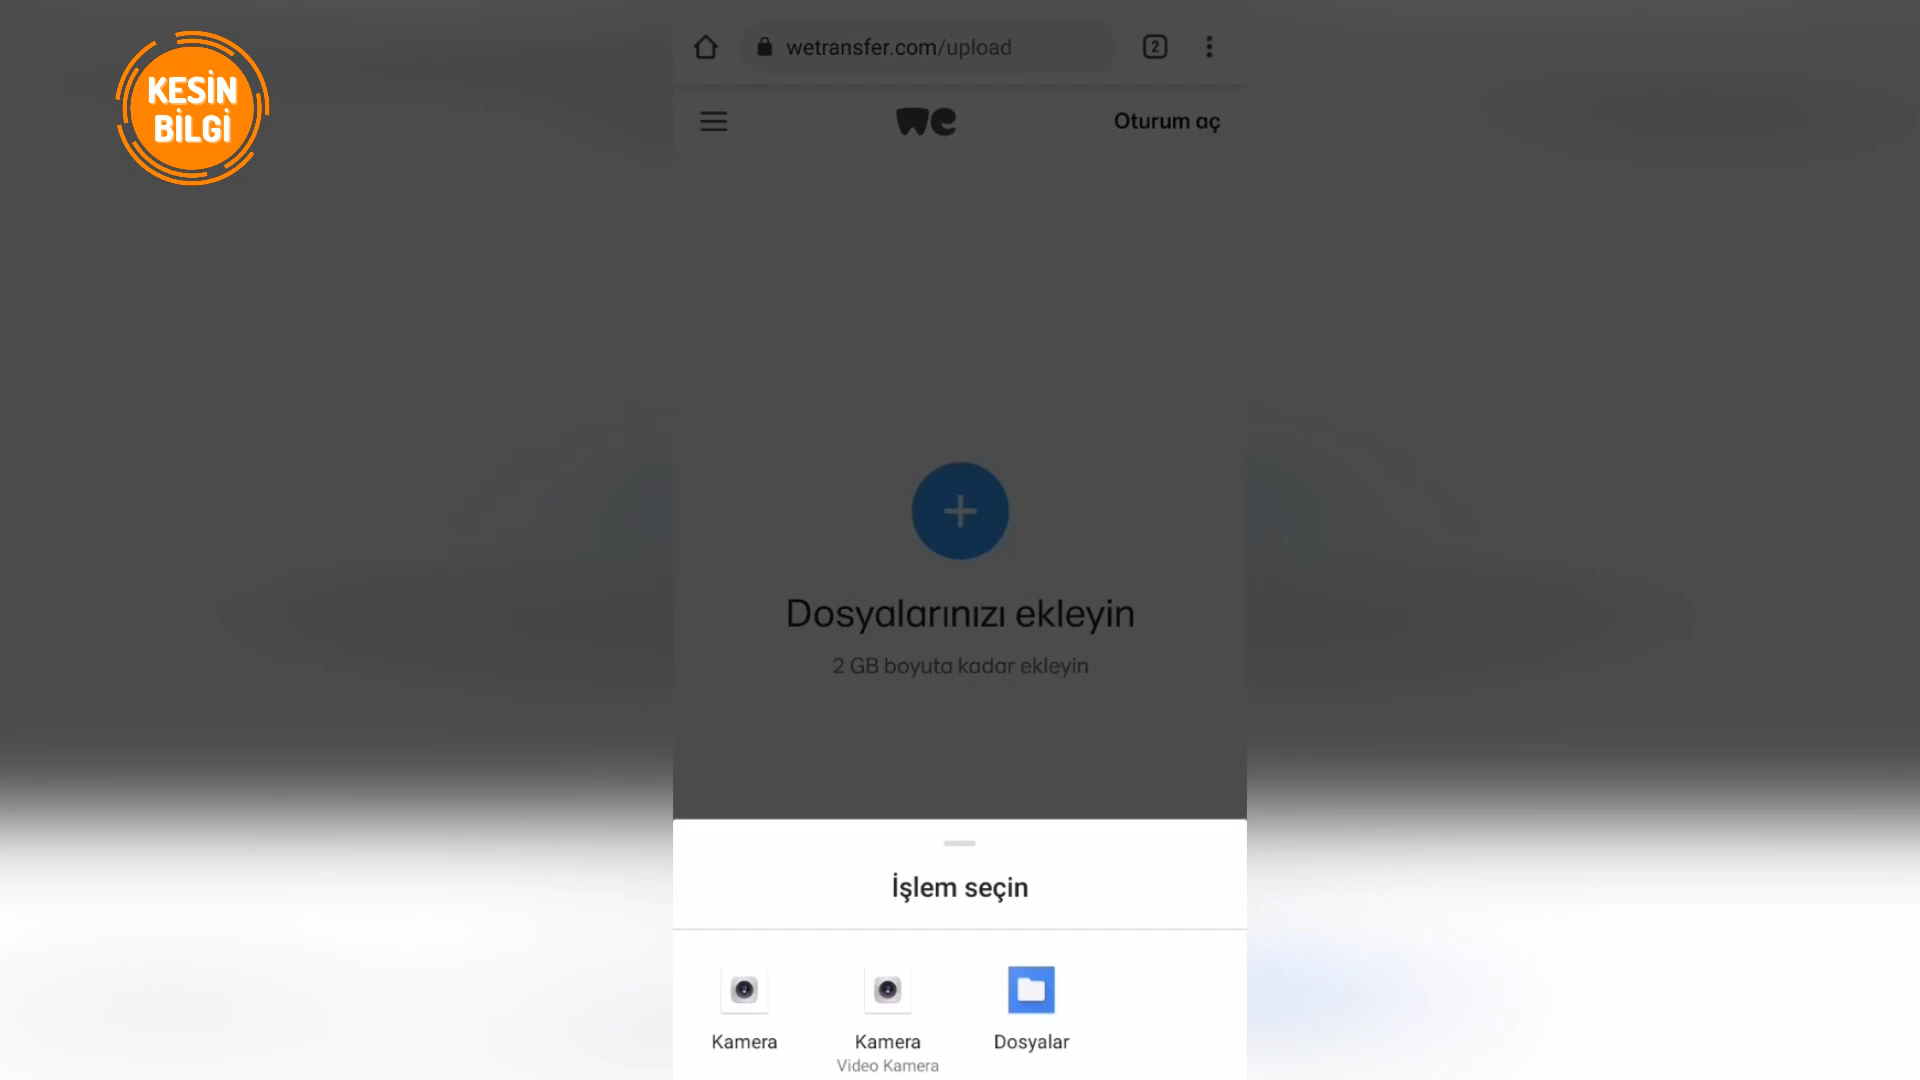 KESİN
BİLGİ
wetransfer.com/upload
2
we
Oturum aç
Dosyalarınızı ekleyin
2 GB boyuta kadar ekleyin
İşlem seçin
Kamera
Kamera
Video Kamera
Dosyalar